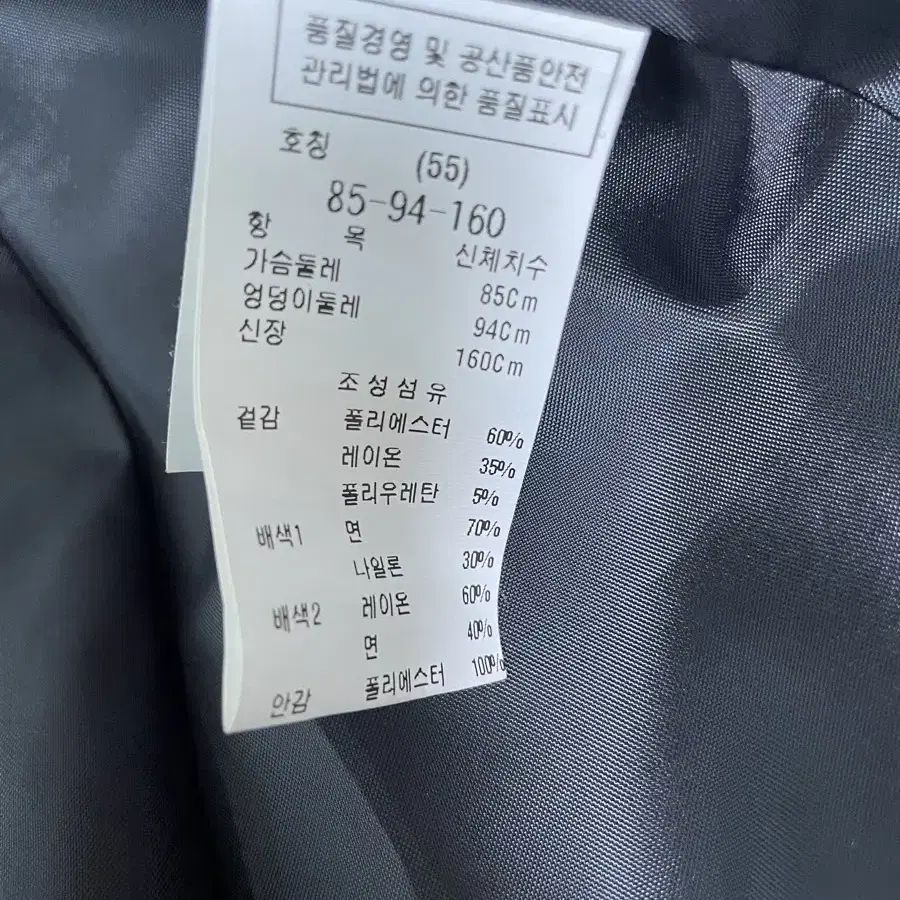 품질경영 및 공산품안전
관리법에 의한 품질표시
호칭 (55)
85-94-160
항 목 신체치수
가슴둘레 85Cm
엉덩이둘레 94Cm
신장 160Cm
조성섬유
겉감 폴리에스터 60%
레이온 35%
폴리우레탄 5%
배색1 면 70%
나일론 30%
배색2 레이온 60%
면 40%
안감 폴리에스터 100%